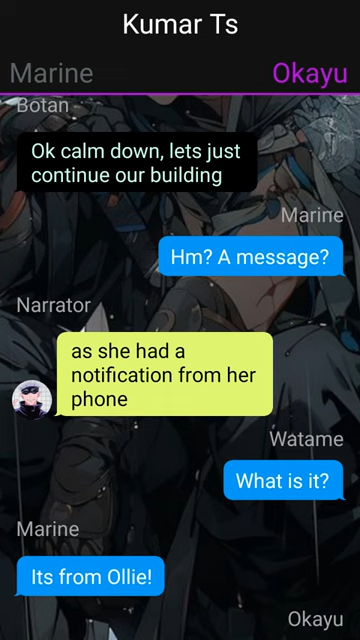 Kumar Ts
Marine
Okayu
Botan
Ok calm down, lets just
continue our building
Marine
Hm? A message?
Narrator
as she had a
notification from her
phone
Watame
What is it?
Marine
Its from Ollie!
Okayu